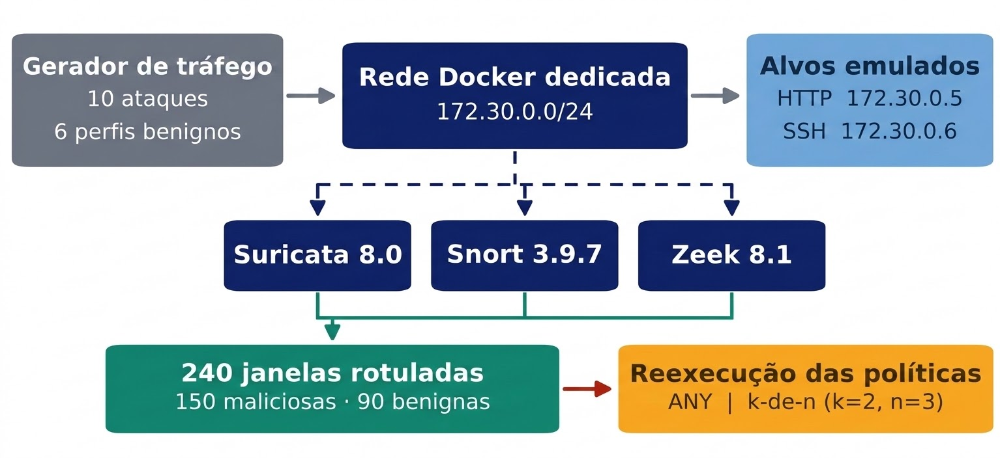 Gerador de tráfego
10 ataques
6 perfis benignos
Rede Docker dedicada
172.30.0.0/24
Alvos emulados
HTTP 172.30.0.5
SSH 172.30.0.6
Suricata 8.0
Snort 3.9.7
Zeek 8.1
240 janelas rotuladas
150 maliciosas · 90 benignas
Reexecução das políticas
ANY | k-de-n (k=2, n=3)